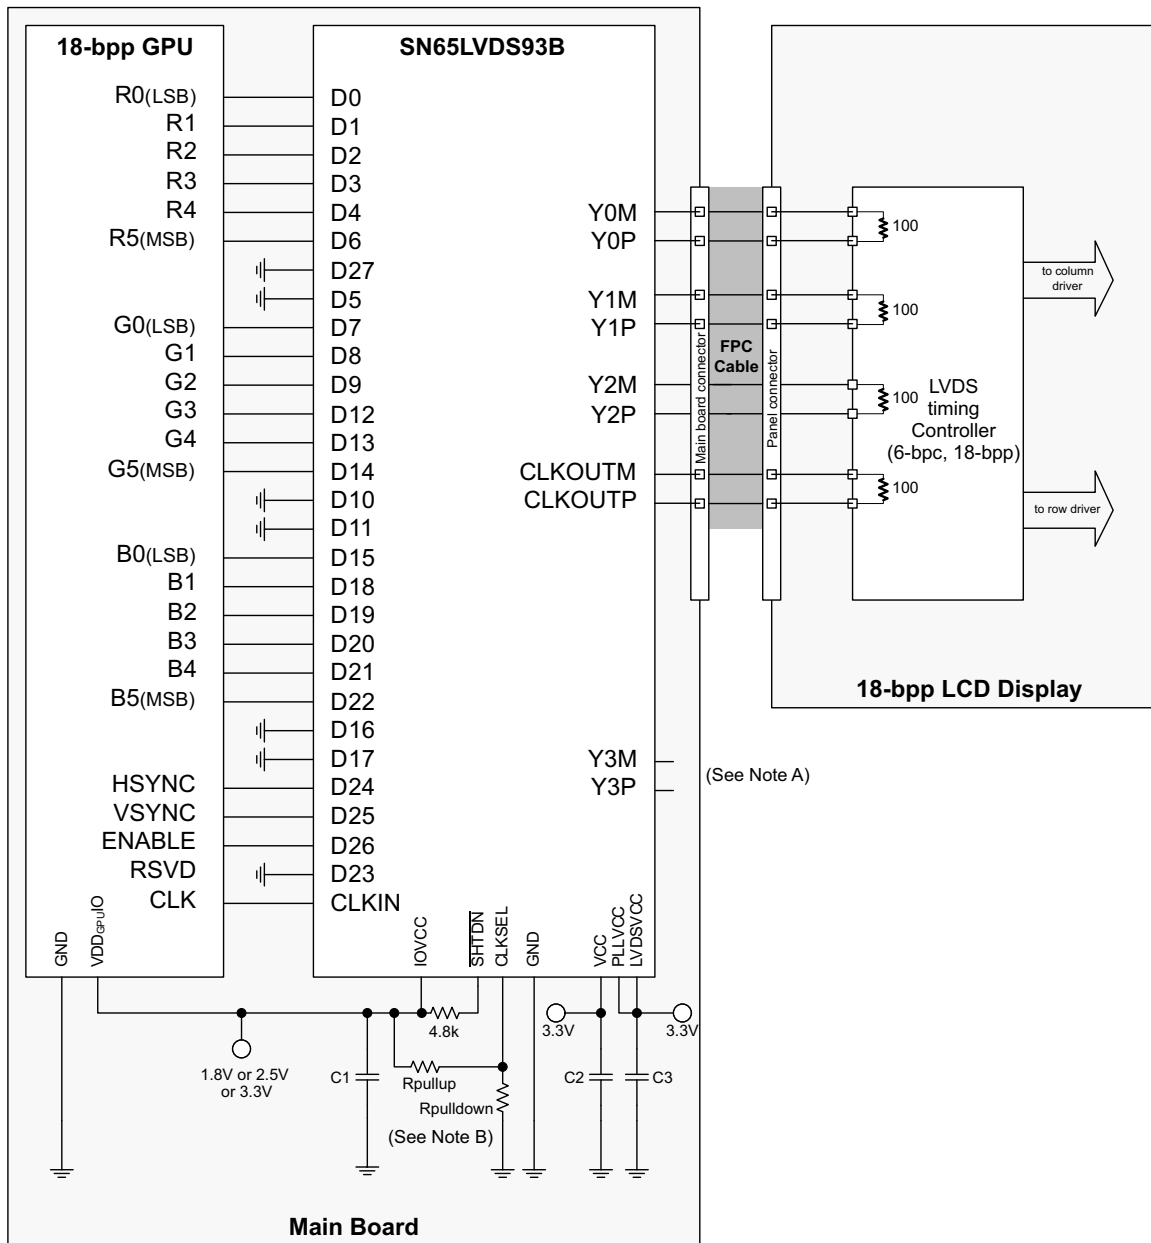 18-bpp GPU
SN65LVDS93B
R0(LSB)
R1
R2
R3
R4
R5(MSB)
G0(LSB)
G1
G2
G3
G4
G5(MSB)
B0(LSB)
B1
B2
B3
B4
B5(MSB)
HSYNC
VSYNC
ENABLE
RSVD
CLK
GND
VDDGPUIO
D0
D1
D2
D3
D4
D6
D27
D5
D7
D8
D9
D12
D13
D14
D10
D11
D15
D18
D19
D20
D21
D22
D16
D17
D24
D25
D26
D23
CLKIN
IOVCC
SHTDN
CLKSEL
GND
VCC
PLLVCC
LVDSVCC
Y0M
Y0P
Y1M
Y1P
Y2M
Y2P
CLKOUTM
CLKOUTP
Y3M
Y3P
(See Note A)
Main board connector
FPC
Cable
Panel connector
100
100
100
100
LVDS
timing
Controller
(6-bpc, 18-bpp)
to column
driver
to row driver
18-bpp LCD Display
1.8V or 2.5V
or 3.3V
C1
4.8k
Rpullup
Rpulldown
(See Note B)
3.3V
3.3V
C2
C3
Main Board